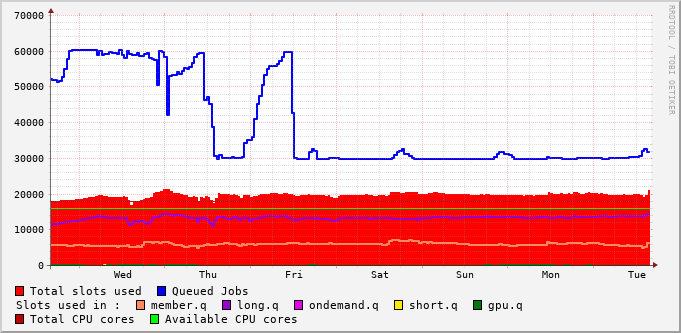 70000
60000
50000
40000
30000
20000
10000
0
Wed Thu Fri Sat Sun Mon Tue
RRDTOOL / TOBI OETIKER
Total slots used Queued Jobs
Slots used in : member.q long.q ondemand.q short.q gpu.q
Total CPU cores Available CPU cores